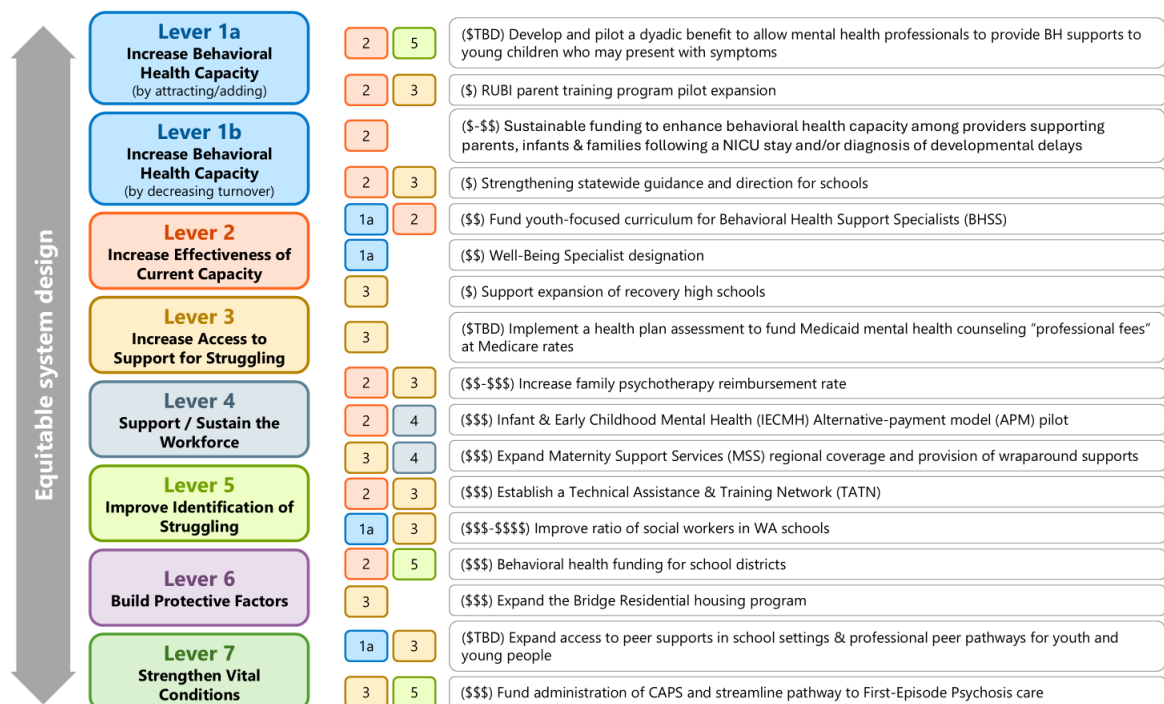 Equitable system design
Lever 1a
Increase Behavioral
Health Capacity
(by attracting/adding)
Lever 1b
Increase Behavioral
Health Capacity
(by decreasing turnover)
Lever 2
Increase Effectiveness of
Current Capacity
Lever 3
Increase Access to
Support for Struggling
Lever 4
Support / Sustain the
Workforce
Lever 5
Improve Identification of
Struggling
Lever 6
Build Protective Factors
Lever 7
Strengthen Vital
Conditions
2 5 ($TBD) Develop and pilot a dyadic benefit to allow mental health professionals to provide BH supports to
young children who may present with symptoms
2 3 ($) RUBI parent training program pilot expansion
2 ($-$$) Sustainable funding to enhance behavioral health capacity among providers supporting
parents, infants & families following a NICU stay and/or diagnosis of developmental delays
2 3 ($) Strengthening statewide guidance and direction for schools
1a 2 ($$) Fund youth-focused curriculum for Behavioral Health Support Specialists (BHSS)
1a ($$) Well-Being Specialist designation
3 ($) Support expansion of recovery high schools
3 ($TBD) Implement a health plan assessment to fund Medicaid mental health counseling “professional fees”
at Medicare rates
2 3 ($$-$$$) Increase family psychotherapy reimbursement rate
2 4 ($$$) Infant & Early Childhood Mental Health (IECMH) Alternative-payment model (APM) pilot
3 4 ($$$) Expand Maternity Support Services (MSS) regional coverage and provision of wraparound supports
2 3 ($$$) Establish a Technical Assistance & Training Network (TATN)
1a 3 ($$$-$$$$) Improve ratio of social workers in WA schools
2 5 ($$$) Behavioral health funding for school districts
3 ($$$) Expand the Bridge Residential housing program
1a 3 ($TBD) Expand access to peer supports in school settings & professional peer pathways for youth and
young people
3 5 ($$$) Fund administration of CAPS and streamline pathway to First-Episode Psychosis care